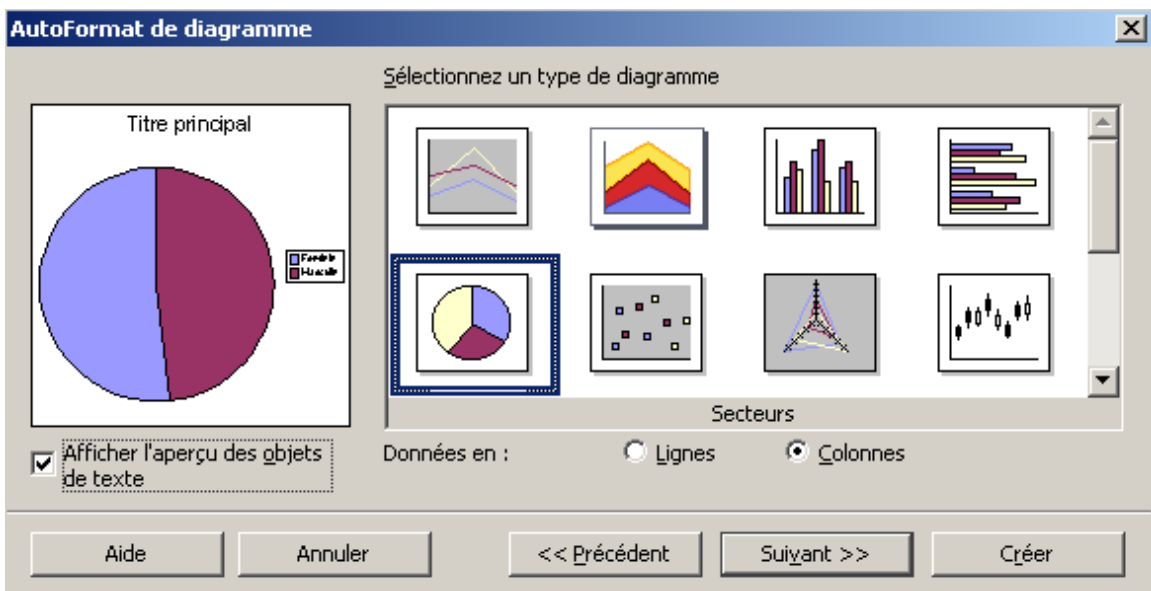 AutoFormat de diagramme
Sélectionnez un type de diagramme
Titre principal
Secteurs
Afficher l'aperçu des objets
de texte
Données en :
Lignes
Colonnes
Aide
Annuler
<< Précédent
Suivant >>
Créer